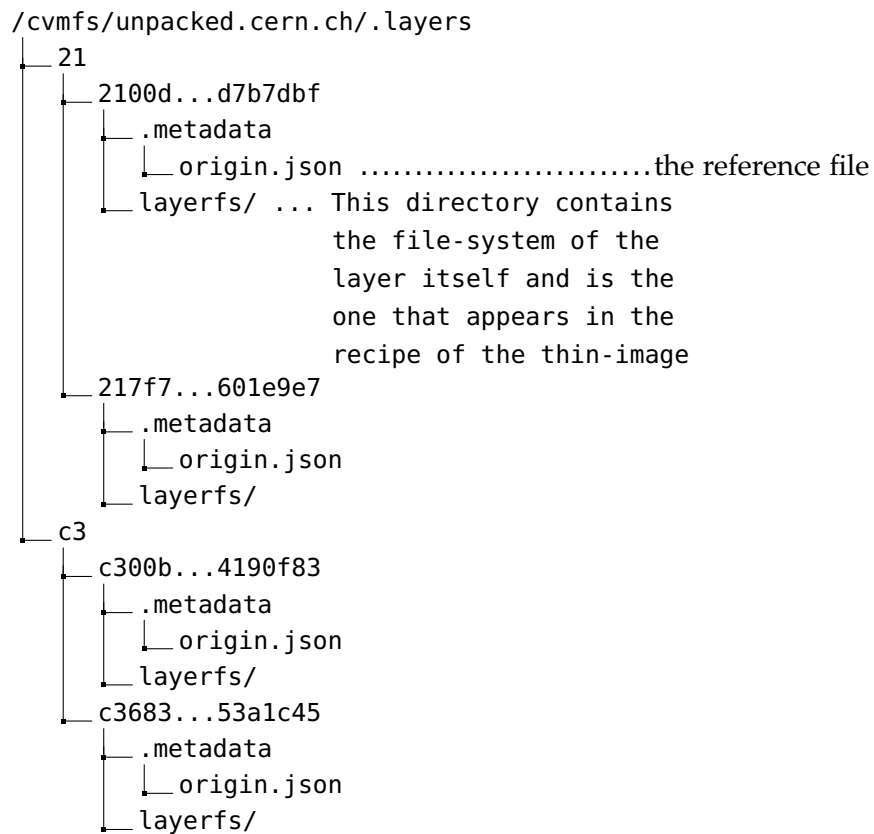 /cvmfs/unpacked.cern.ch/.layers
21
2100d...d7b7dbf
.metadata
origin.json ...........................the reference file
layerfs/ ... This directory contains
the file-system of the
layer itself and is the
one that appears in the
recipe of the thin-image
217f7...601e9e7
.metadata
origin.json
layerfs/
c3
c300b...4190f83
.metadata
origin.json
layerfs/
c3683...53a1c45
.metadata
origin.json
layerfs/